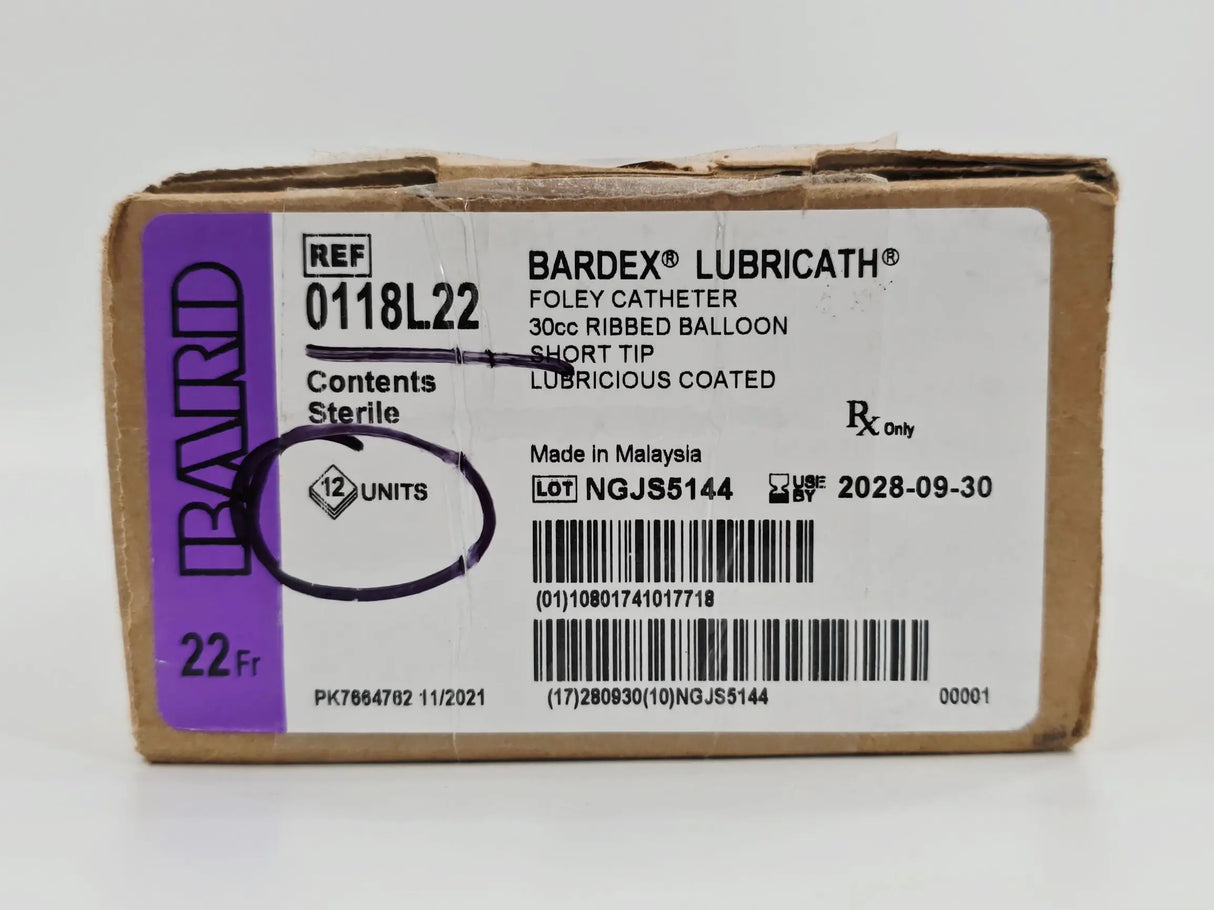 BARD
22 Fr
REF
0118L22
Contents
Sterile
12 UNITS
PK7664762 11/2021
BARDEX® LUBRICATH®
FOLEY CATHETER
30cc RIBBED BALLOON
SHORT TIP
LUBRICIOUS COATED
Rx Only
Made in Malaysia
LOT NGJS5144 USE BY 2028-09-30
(01)10801741017718
(17)280930(10)NGJS5144 00001